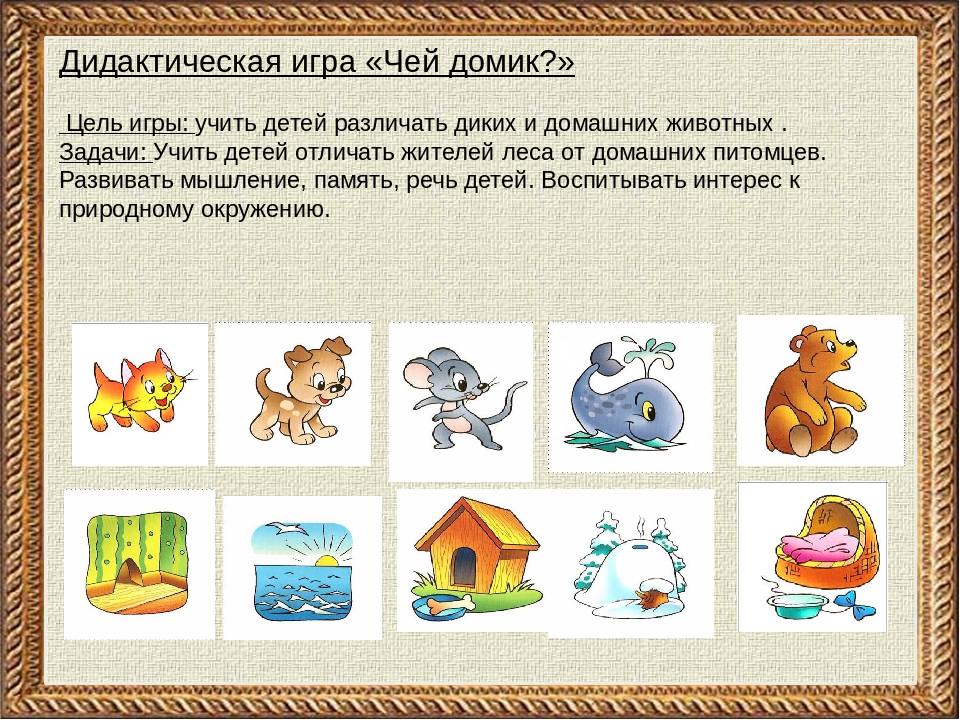 Дидактическая игра «Чей домик?»
Цель игры: учить детей различать диких и домашних животных .
Задачи: Учить детей отличать жителей леса от домашних питомцев.
Развивать мышление, память, речь детей. Воспитывать интерес к
природному окружению.